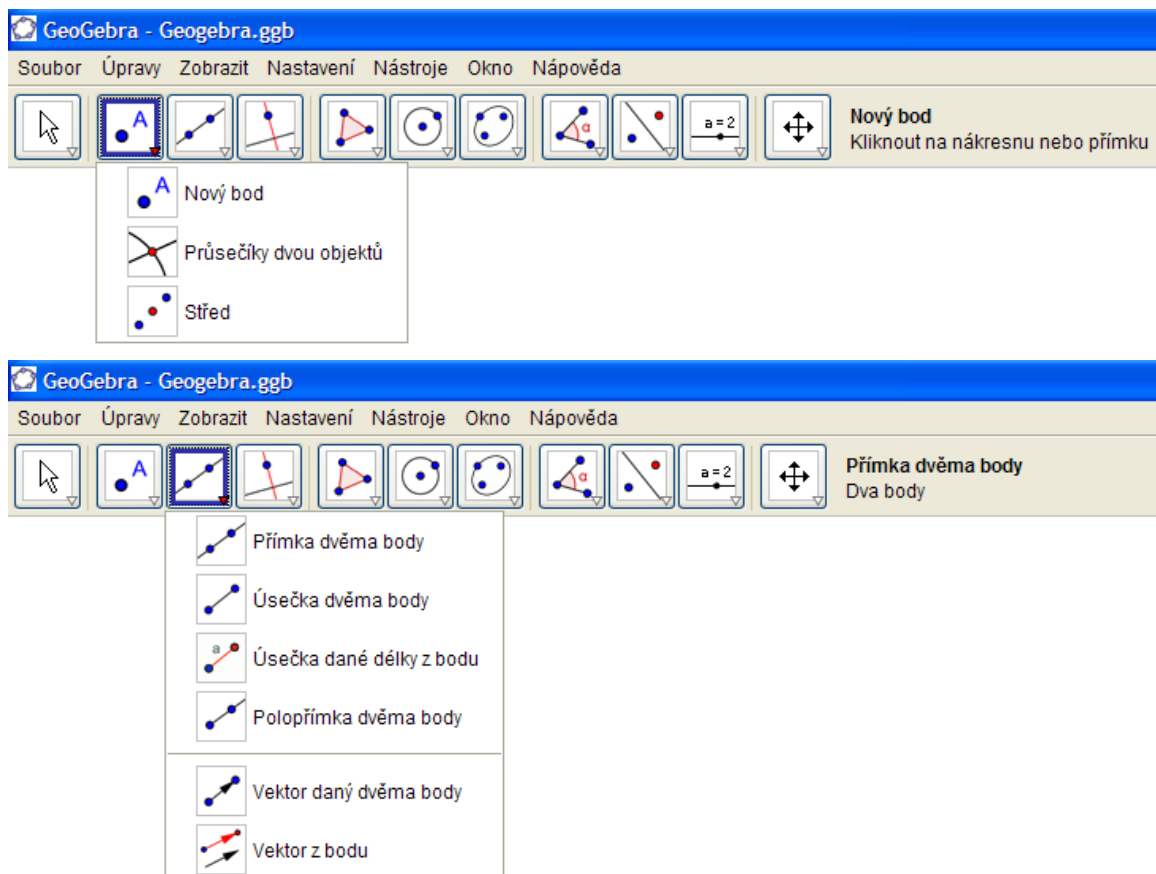 GeoGebra - Geogebra.ggb
Soubor Úpravy Zobrazit Nastavení Nástroje Okno Nápověda
A
α
a = 2
Nový bod
Kliknout na nákresnu nebo přímku
A Nový bod
Průsečíky dvou objektů
Střed
GeoGebra - Geogebra.ggb
Soubor Úpravy Zobrazit Nastavení Nástroje Okno Nápověda
A
α
a = 2
Přímka dvěma body
Dva body
Přímka dvěma body
Úsečka dvěma body
a Úsečka dané délky z bodu
Polopřímka dvěma body
Vektor daný dvěma body
Vektor z bodu